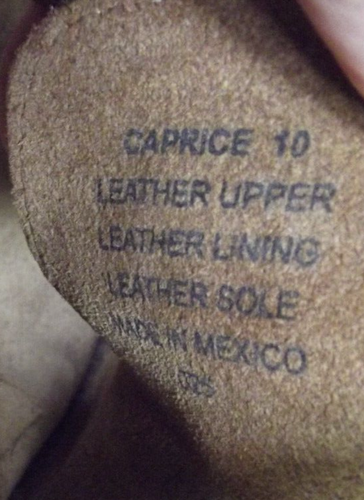 CAPRICE 10
LEATHER UPPER
LEATHER LINING
LEATHER SOLE
MADE IN MEXICO